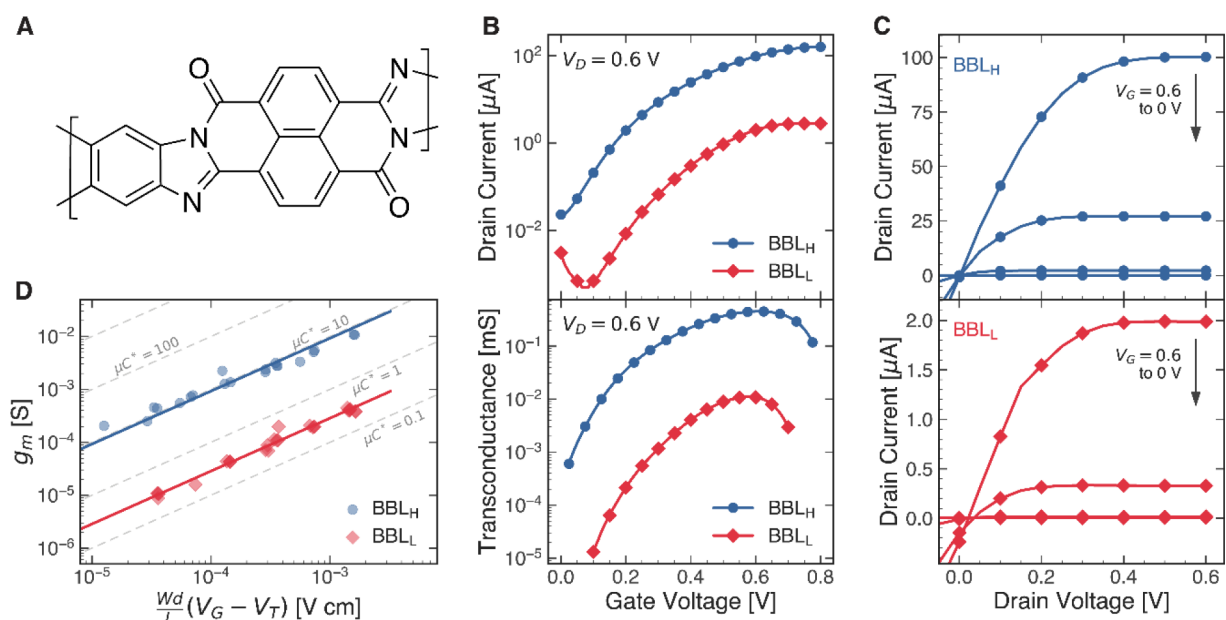 A
O
N
N
N
N
O
B
V_D = 0.6 V
Drain Current [μA]
10²
10⁰
10⁻²
BBL_H
BBL_L
V_D = 0.6 V
Transconductance [mS]
10⁻¹
10⁻²
10⁻³
10⁻⁴
10⁻⁵
BBL_H
BBL_L
0.0 0.2 0.4 0.6 0.8
Gate Voltage [V]
C
BBL_H
V_G = 0.6
to 0 V
Drain Current [μA]
100
75
50
25
0
BBL_L
V_G = 0.6
to 0 V
Drain Current [μA]
2.0
1.5
1.0
0.5
0.0
0.0 0.2 0.4 0.6
Drain Voltage [V]
D
g_m [S]
10⁻²
10⁻³
10⁻⁴
10⁻⁵
10⁻⁶
μC* = 100
μC* = 10
μC* = 1
μC* = 0.1
BBL_H
BBL_L
10⁻⁵ 10⁻⁴ 10⁻³
Wd/L (V_G − V_T) [V cm]